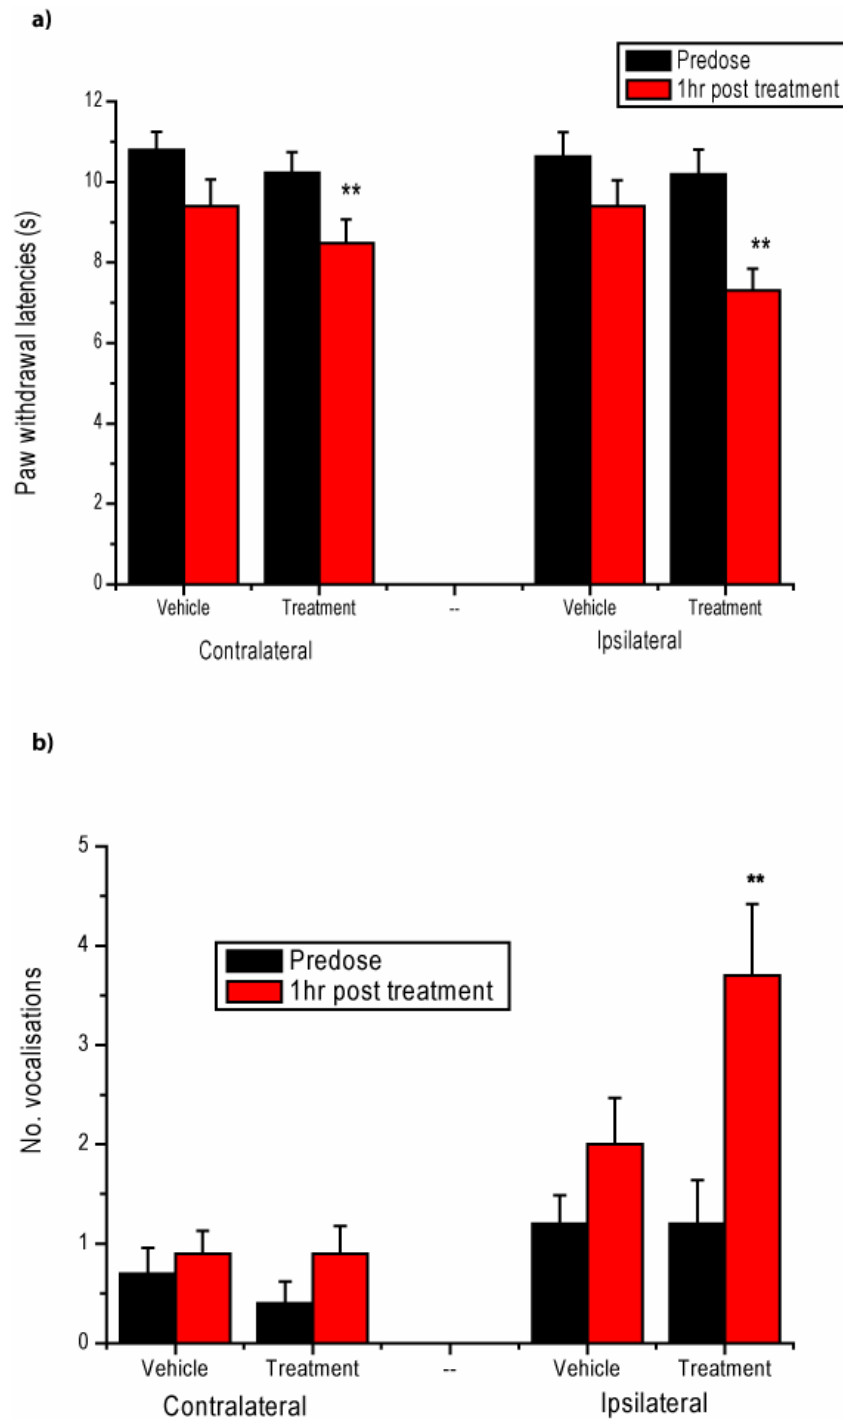 a)
Predose
1hr post treatment
12
10
8
6
4
2
0
Paw withdrawal latencies (s)
**
**
Vehicle Treatment -- Vehicle Treatment
Contralateral Ipsilateral
b)
5
4
3
2
1
0
No. vocalisations
**
Predose
1hr post treatment
Vehicle Treatment -- Vehicle Treatment
Contralateral Ipsilateral